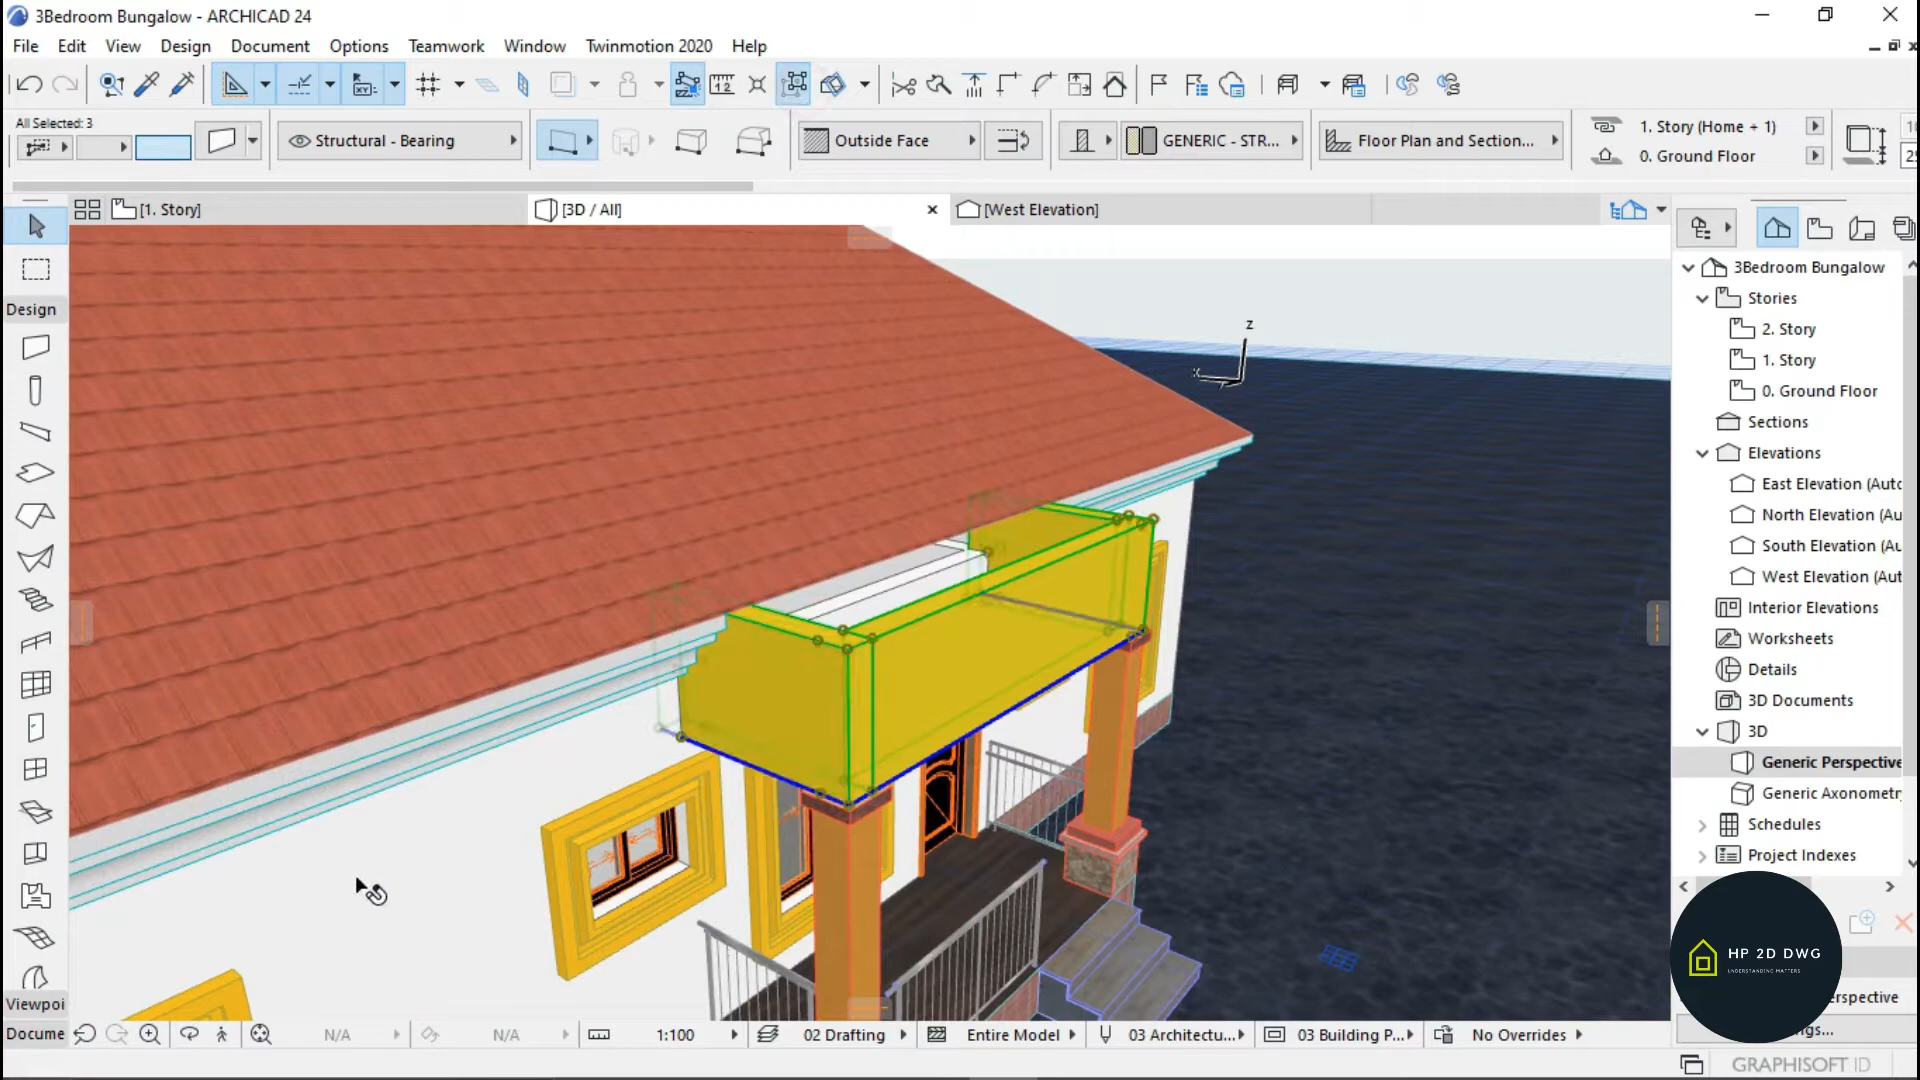 3Bedroom Bungalow - ARCHICAD 24
File Edit View Design Document Options Teamwork Window Twinmotion 2020 Help
All Selected: 3
Structural - Bearing
Outside Face
GENERIC - STR...
Floor Plan and Section...
1. Story (Home + 1)
0. Ground Floor
[1. Story]
[3D / All]
[West Elevation]
Design
Z
X
3Bedroom Bungalow
Stories
2. Story
1. Story
0. Ground Floor
Sections
Elevations
East Elevation (Auto
North Elevation (Au
South Elevation (Au
West Elevation (Aut
Interior Elevations
Worksheets
Details
3D Documents
3D
Generic Perspective
Generic Axonometr
Schedules
Project Indexes
HP 2D DWG
UNDERSTANDING MATTERS
erspective
Viewpoi
Docume
N/A
N/A
1:100
02 Drafting
Entire Model
03 Architectu...
03 Building P...
No Overrides
GRAPHISOFT ID